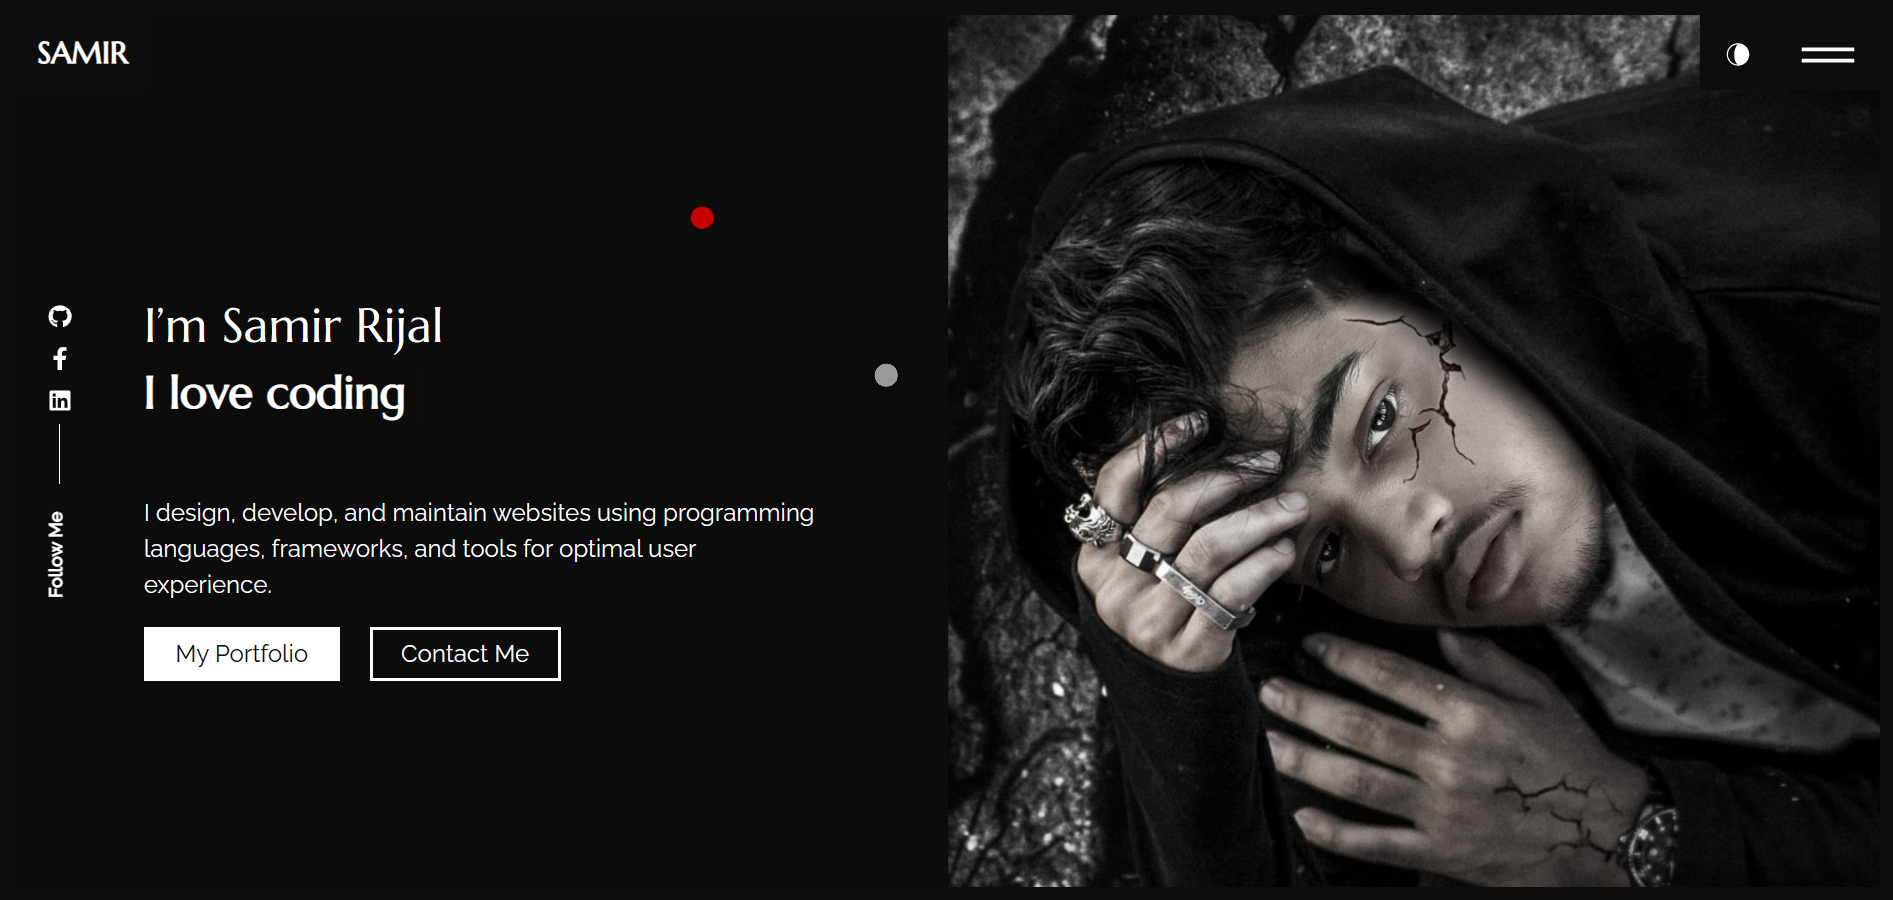 SAMIR
I’m Samir Rijal
I love coding
I design, develop, and maintain websites using programming
languages, frameworks, and tools for optimal user
experience.
My Portfolio
Contact Me
Follow Me